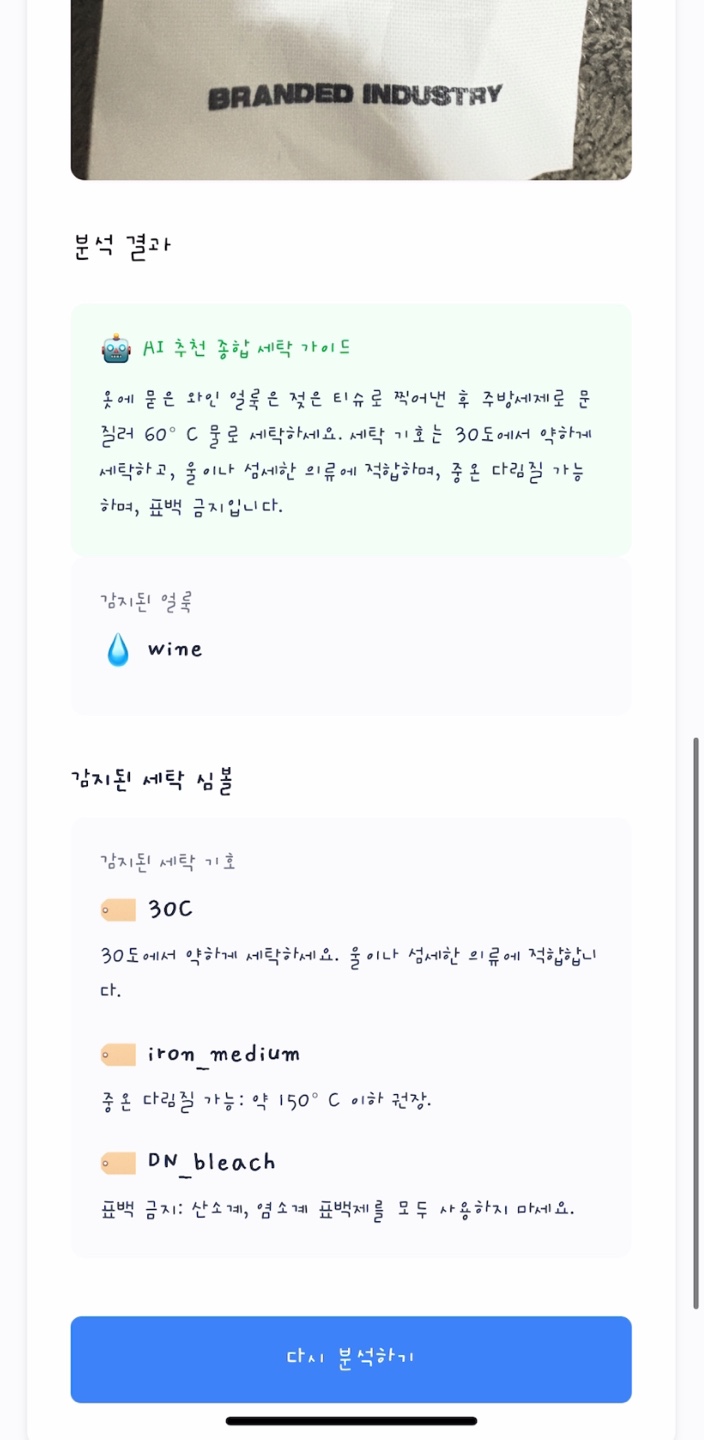 BRANDED INDUSTRY
분석 결과
AI 추천 종합 세탁 가이드
옷에 묻은 와인 얼룩은 젖은 티슈로 찍어낸 후 주방세제로 문
질러 60° C 물로 세탁하세요. 세탁 기호는 30도에서 약하게
세탁하고, 울이나 섬세한 의류에 적합하며, 중온 다림질 가능
하며, 표백 금지입니다.
감지된 얼룩
wine
감지된 세탁 심볼
감지된 세탁 기호
30C
30도에서 약하게 세탁하세요. 울이나 섬세한 의류에 적합합니
다.
iron_medium
중온 다림질 가능: 약 150° C 이하 권장.
DN_bleach
표백 금지: 산소계, 염소계 표백제를 모두 사용하지 마세요.
다시 분석하기